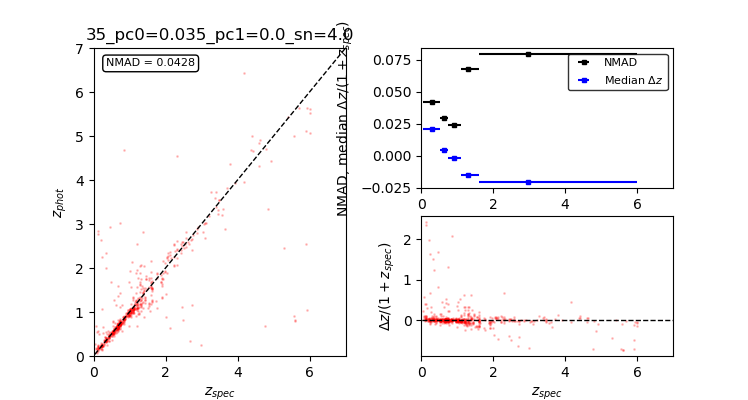 35_pc0=0.035_pc1=0.0_sn=4.0
NMAD = 0.0428
7
6
5
4
3
2
1
0
z_phot
0 2 4 6
z_spec
NMAD, median Δz/(1 + z_spec)
0.075
0.050
0.025
0.000
−0.025
NMAD
Median Δz
0 2 4 6
Δz/(1 + z_spec)
2
1
0
0 2 4 6
z_spec